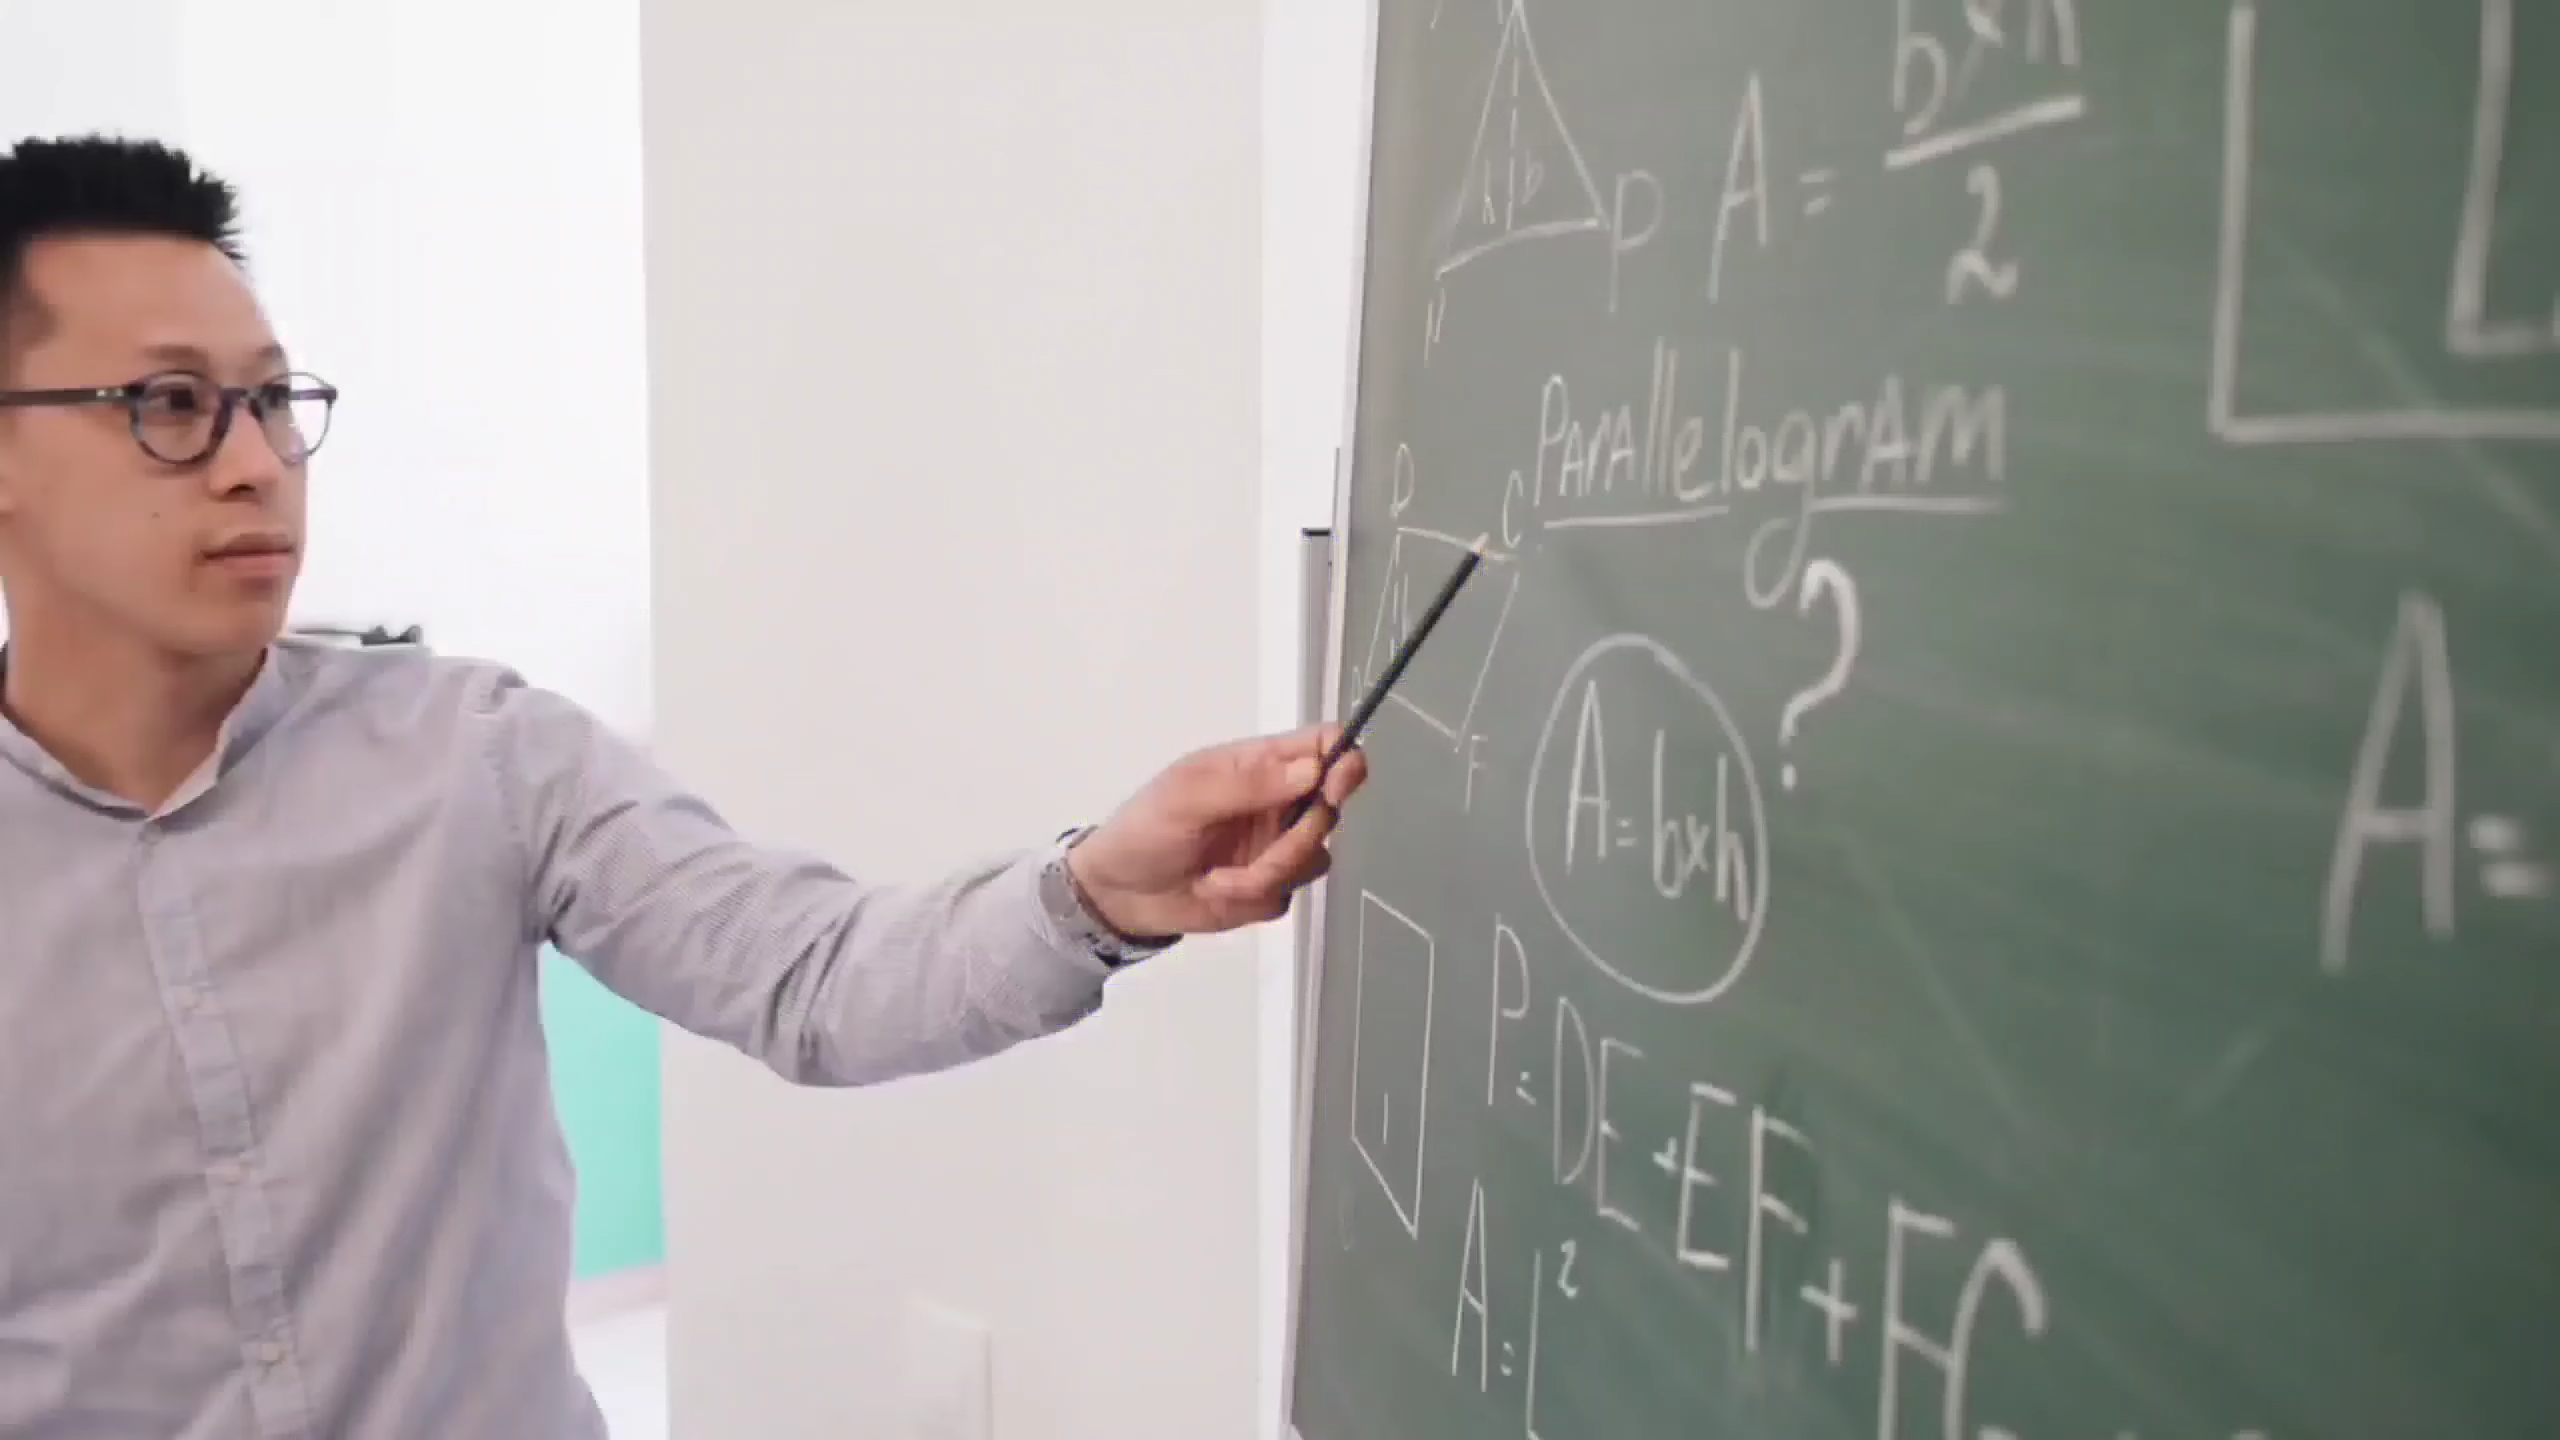 h b
P
A = b×h / 2
N
PArAllelogrAM
D
C
?
h
F
A = b×h
P = DE + EF + FC
l
A = l²
A =